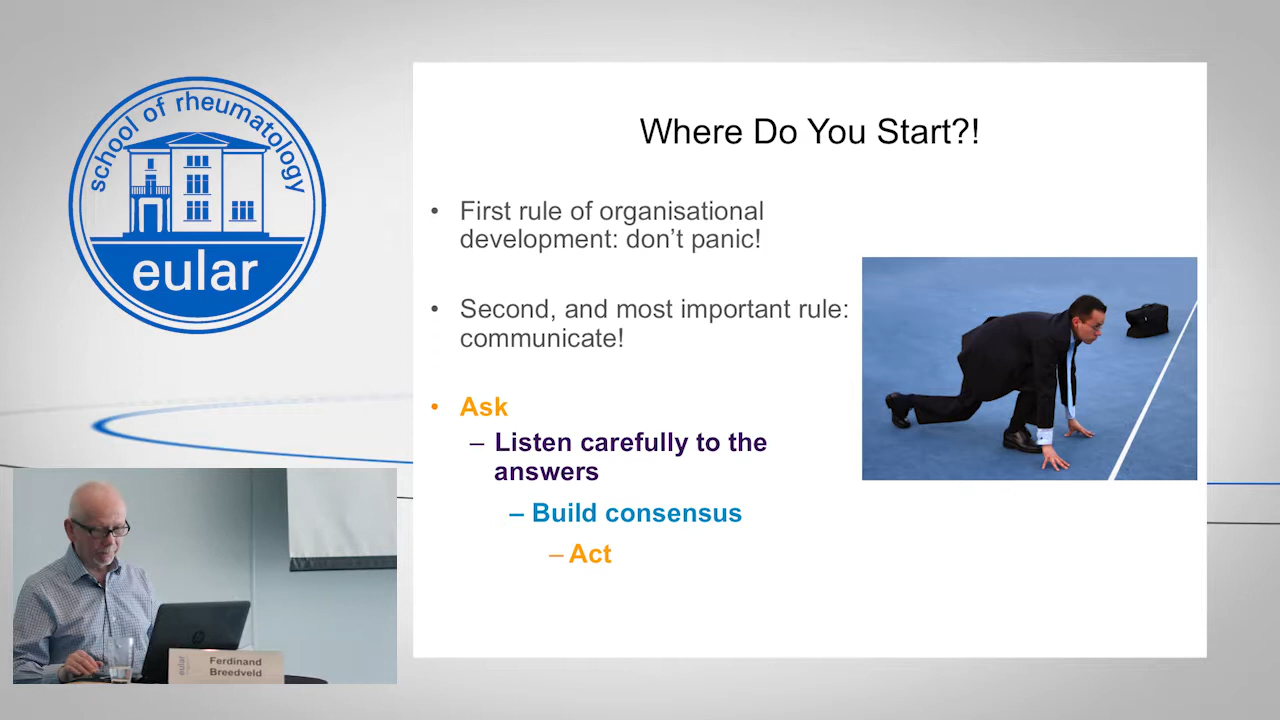 school of rheumatology
eular
Where Do You Start?!
• First rule of organisational
development: don’t panic!
• Second, and most important rule:
communicate!
• Ask
– Listen carefully to the
answers
– Build consensus
– Act
eular
Ferdinand
Breedveld